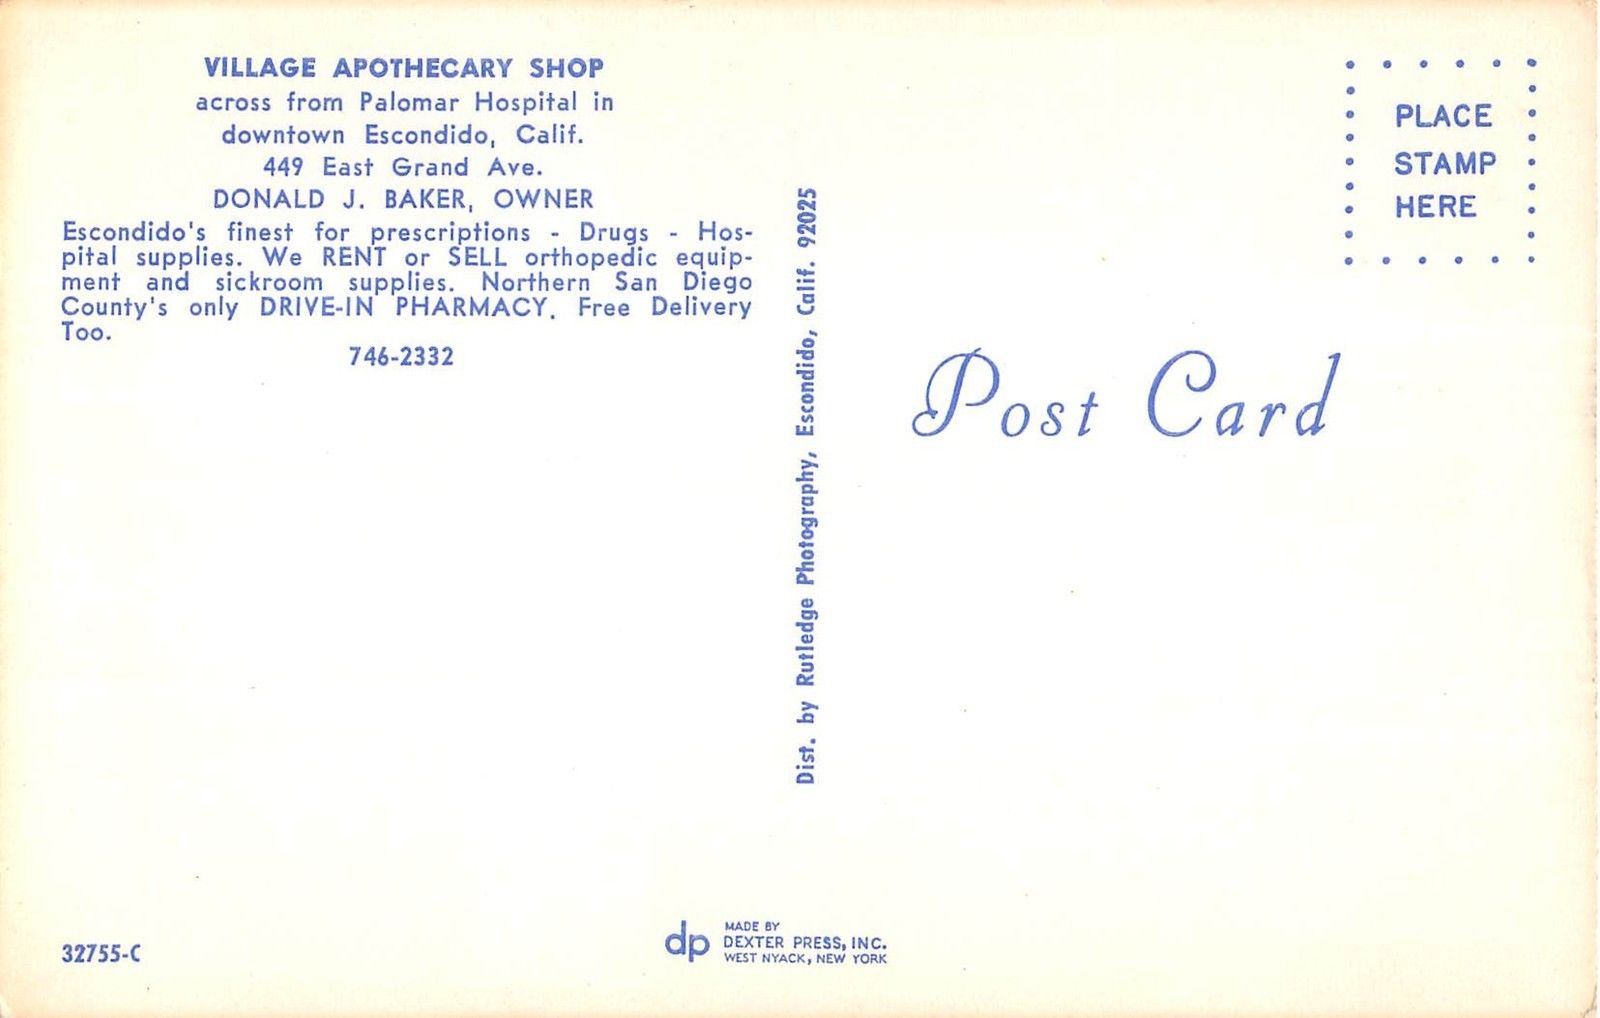 VILLAGE APOTHECARY SHOP
across from Palomar Hospital in
downtown Escondido, Calif.
449 East Grand Ave.
DONALD J. BAKER, OWNER
Escondido's finest for prescriptions - Drugs - Hos-
pital supplies. We RENT or SELL orthopedic equip-
ment and sickroom supplies. Northern San Diego
County's only DRIVE-IN PHARMACY. Free Delivery
Too.
746-2332
32755-C
Dist. by Rutledge Photography, Escondido, Calif. 92025
dp
MADE BY
DEXTER PRESS, INC.
WEST NYACK, NEW YORK
PLACE
STAMP
HERE
Post Card